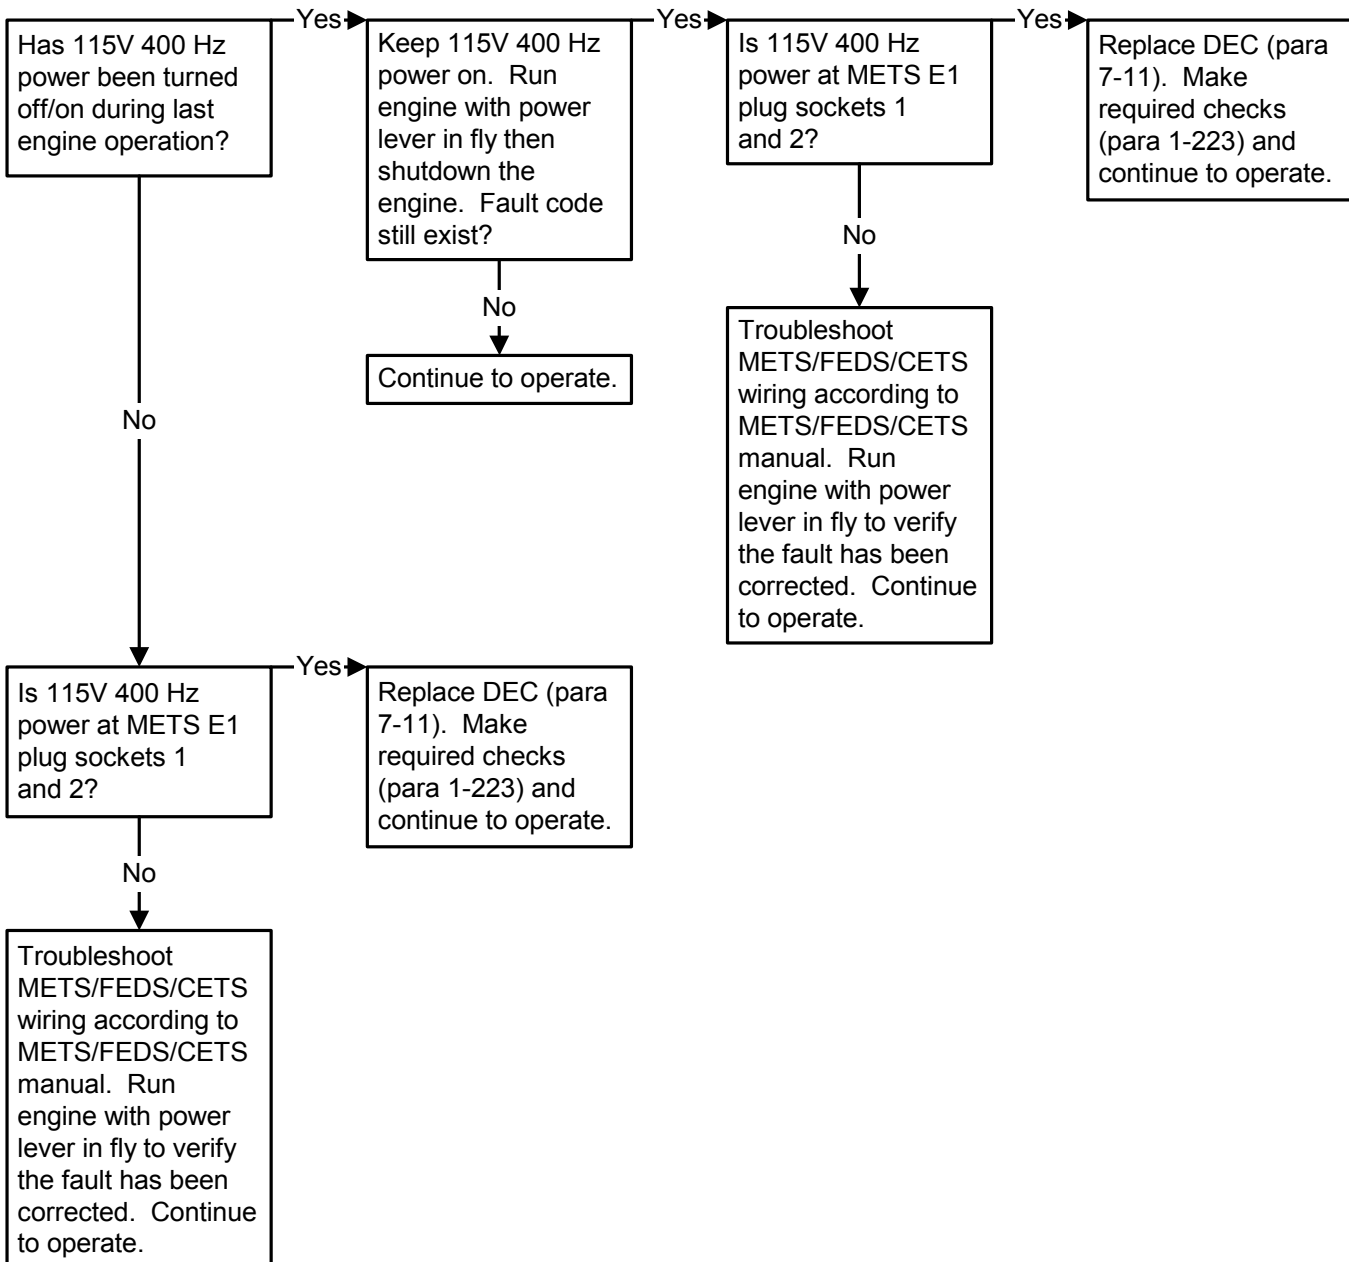 Has 115V 400 Hz
power been turned
off/on during last
engine operation?
Yes
Keep 115V 400 Hz
power on.  Run
engine with power
lever in fly then
shutdown the
engine.  Fault code
still exist?
Yes
Is 115V 400 Hz
power at METS E1
plug sockets 1
and 2?
Yes
Replace DEC (para
7-11).  Make
required checks
(para 1-223) and
continue to operate.
No
Continue to operate.
No
Troubleshoot
METS/FEDS/CETS
wiring according to
METS/FEDS/CETS
manual.  Run
engine with power
lever in fly to verify
the fault has been
corrected.  Continue
to operate.
No
Is 115V 400 Hz
power at METS E1
plug sockets 1
and 2?
Yes
Replace DEC (para
7-11).  Make
required checks
(para 1-223) and
continue to operate.
No
Troubleshoot
METS/FEDS/CETS
wiring according to
METS/FEDS/CETS
manual.  Run
engine with power
lever in fly to verify
the fault has been
corrected.  Continue
to operate.